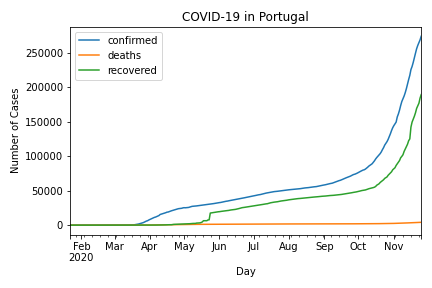 COVID-19 in Portugal
confirmed
deaths
recovered
Number of Cases
250000
200000
150000
100000
50000
0
Feb Mar Apr May Jun Jul Aug Sep Oct Nov
2020
Day